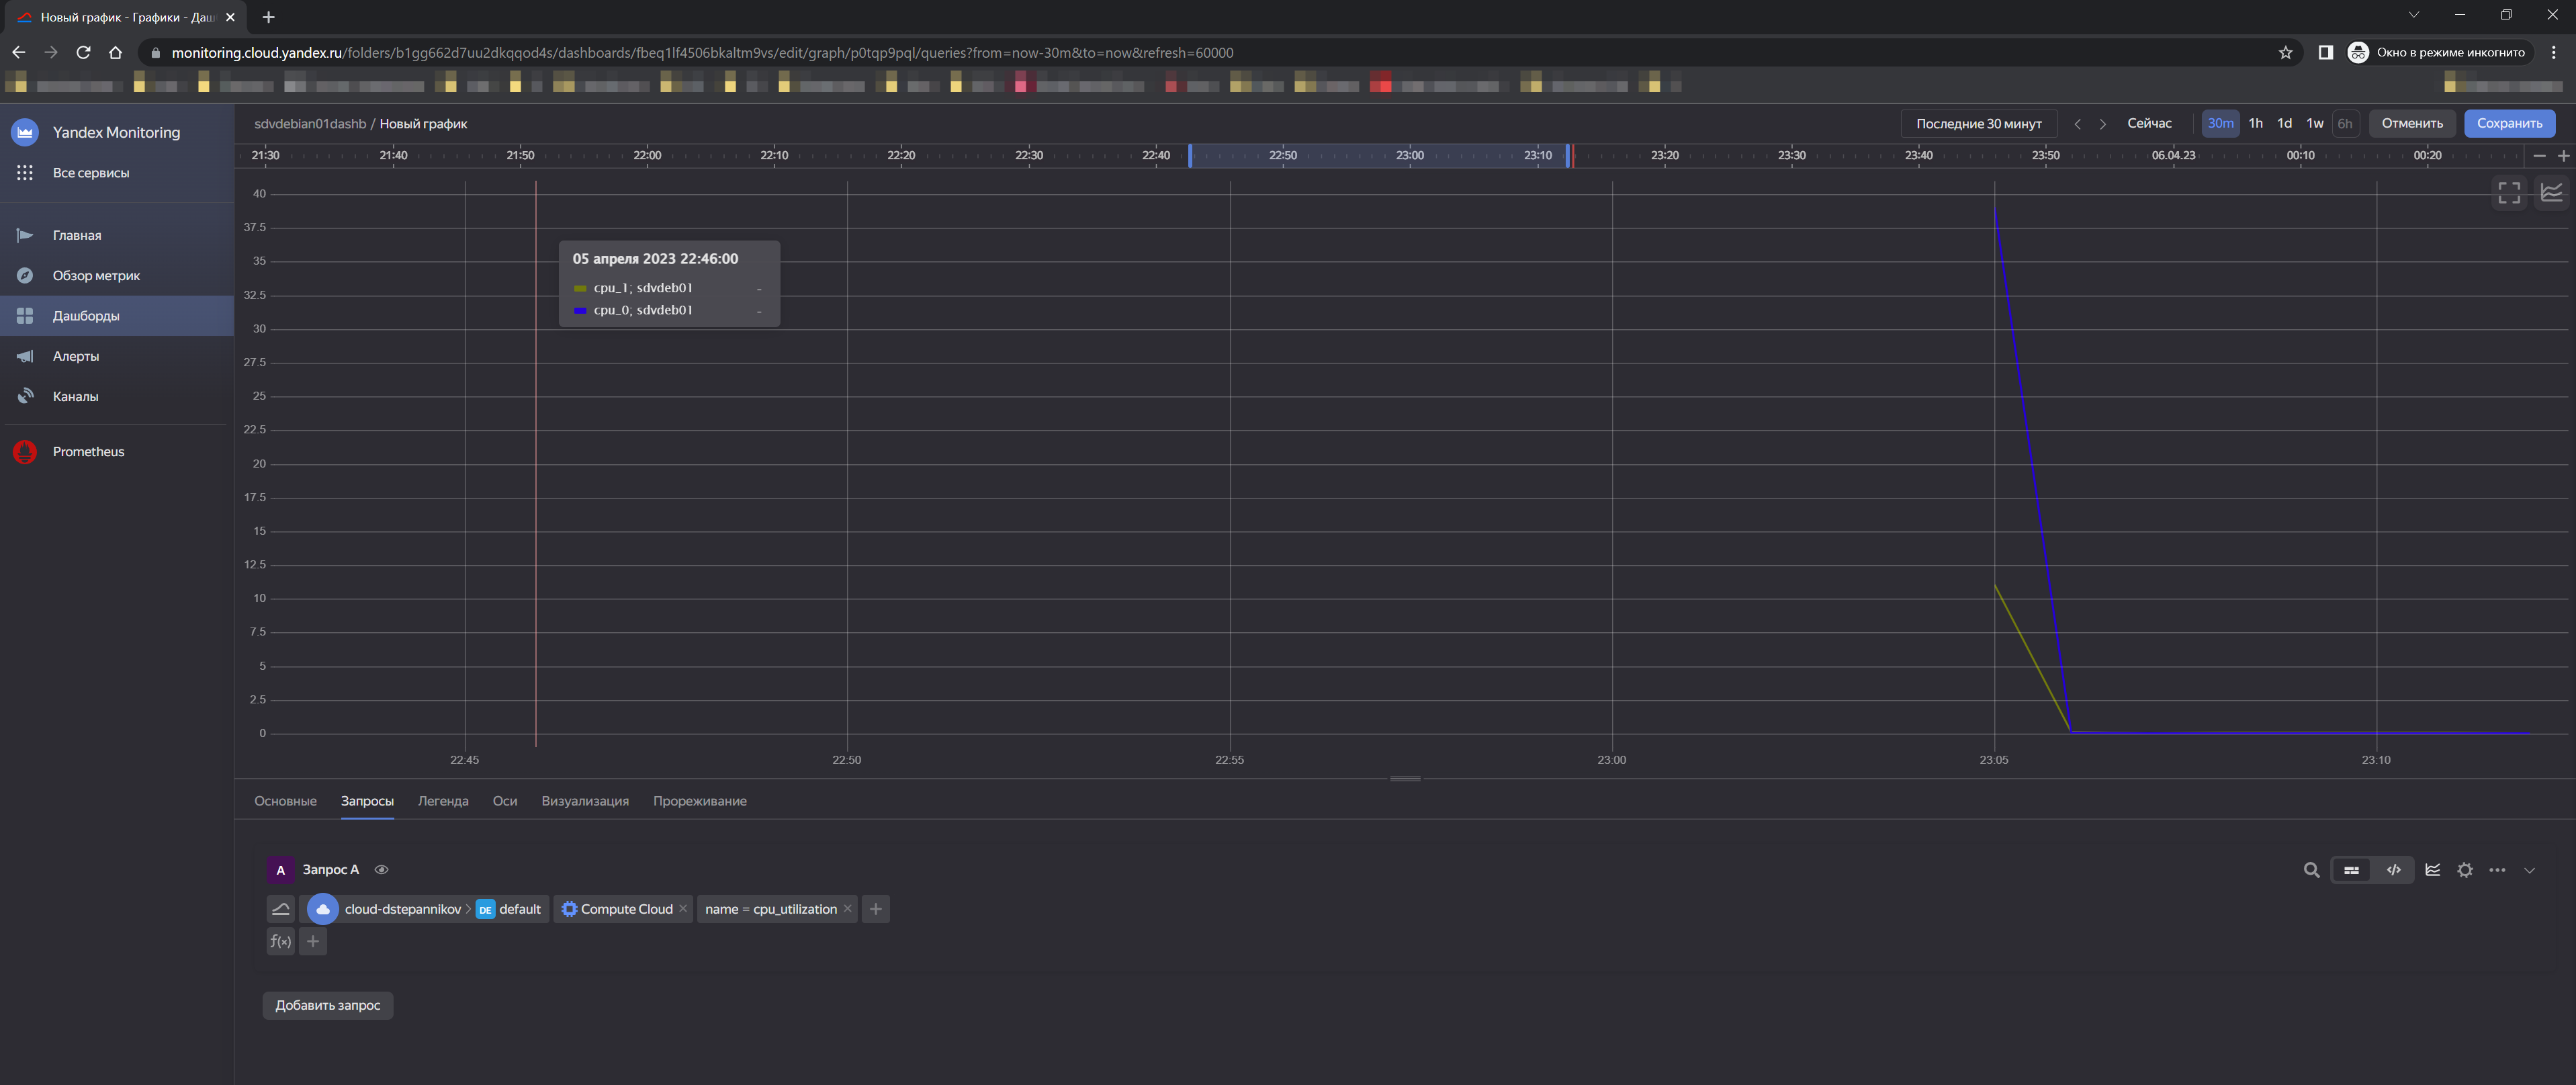 Новый график - Графики - Даш
monitoring.cloud.yandex.ru/folders/b1gg662d7uu2dkqqod4s/dashboards/fbeq1lf4506bkaltm9vs/edit/graph/p0tqp9pql/queries?from=now-30m&to=now&refresh=60000
Окно в режиме инкогнито
Yandex Monitoring
Все сервисы
Главная
Обзор метрик
Дашборды
Алерты
Каналы
Prometheus
sdvdebian01dashb / Новый график
Последние 30 минут
Сейчас
30m 1h 1d 1w 6h
Отменить
Сохранить
21:30 21:40 21:50 22:00 22:10 22:20 22:30 22:40 22:50 23:00 23:10 23:20 23:30 23:40 23:50 06.04.23 00:10 00:20
40
37.5
35
32.5
30
27.5
25
22.5
20
17.5
15
12.5
10
7.5
5
2.5
0
05 апреля 2023 22:46:00
cpu_1; sdvdeb01 -
cpu_0; sdvdeb01 -
22:45 22:50 22:55 23:00 23:05 23:10
Основные Запросы Легенда Оси Визуализация Прореживание
A Запрос A
cloud-dstepannikov > DE default Compute Cloud × name = cpu_utilization × +
f(x) +
Добавить запрос